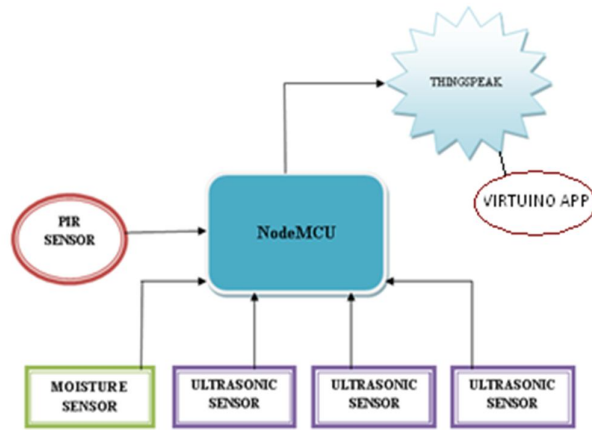 THINGSPEAK
VIRTUINO APP
PIR
SENSOR
NodeMCU
MOISTURE
SENSOR
ULTRASONIC
SENSOR
ULTRASONIC
SENSOR
ULTRASONIC
SENSOR